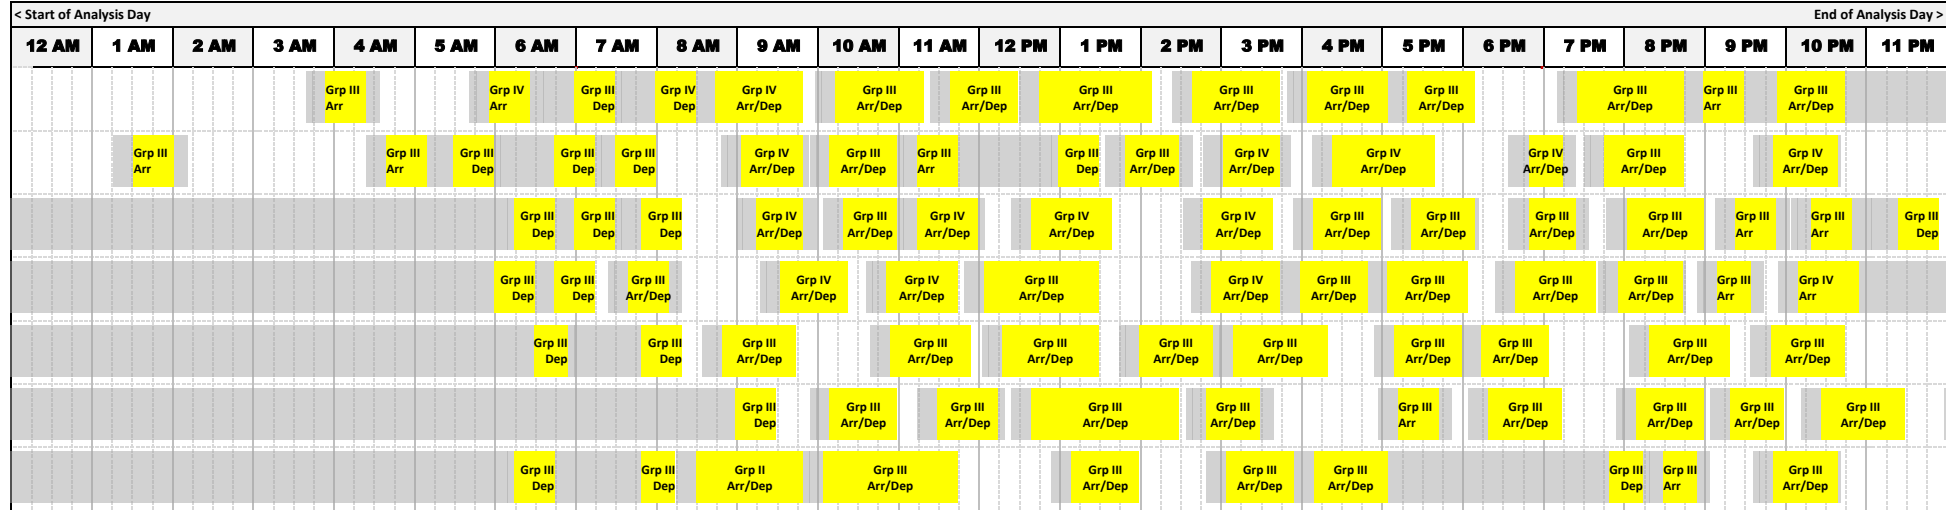 < Start of Analysis Day End of Analysis Day >
12 AM 1 AM 2 AM 3 AM 4 AM 5 AM 6 AM 7 AM 8 AM 9 AM 10 AM 11 AM 12 PM 1 PM 2 PM 3 PM 4 PM 5 PM 6 PM 7 PM 8 PM 9 PM 10 PM 11 PM
Grp III Grp IV Grp III Grp IV Grp IV Grp III Grp III Grp III Grp III Grp III Grp III Grp III Grp III Grp III
Arr Arr Dep Dep Arr/Dep Arr/Dep Arr/Dep Arr/Dep Arr/Dep Arr/Dep Arr/Dep Arr/Dep Arr Arr/Dep
Grp III Grp III Grp III Grp III Grp III Grp IV Grp III Grp III Grp III Grp III Grp IV Grp IV Grp IV Grp III Grp IV
Arr Arr Dep Dep Dep Arr/Dep Arr/Dep Arr Dep Arr/Dep Arr/Dep Arr/Dep Arr/Dep Arr/Dep Arr/Dep
Grp III Grp III Grp III Grp IV Grp III Grp IV Grp IV Grp IV Grp III Grp III Grp III Grp III Grp III Grp III Grp III
Dep Dep Dep Arr/Dep Arr/Dep Arr/Dep Arr/Dep Arr/Dep Arr/Dep Arr/Dep Arr/Dep Arr/Dep Arr Arr Dep
Grp III Grp III Grp III Grp IV Grp IV Grp III Grp IV Grp III Grp III Grp III Grp III Grp III Grp IV
Dep Dep Arr/Dep Arr/Dep Arr/Dep Arr/Dep Arr/Dep Arr/Dep Arr/Dep Arr/Dep Arr/Dep Arr Arr
Grp III Grp III Grp III Grp III Grp III Grp III Grp III Grp III Grp III Grp III Grp III
Dep Dep Arr/Dep Arr/Dep Arr/Dep Arr/Dep Arr/Dep Arr/Dep Arr/Dep Arr/Dep Arr/Dep
Grp III Grp III Grp III Grp III Grp III Grp III Grp III Grp III Grp III Grp III
Dep Arr/Dep Arr/Dep Arr/Dep Arr/Dep Arr Arr/Dep Arr/Dep Arr/Dep Arr/Dep
Grp III Grp III Grp II Grp III Grp III Grp III Grp III Grp III Grp III Grp III
Dep Dep Arr/Dep Arr/Dep Arr/Dep Arr/Dep Arr/Dep Dep Arr Arr/Dep